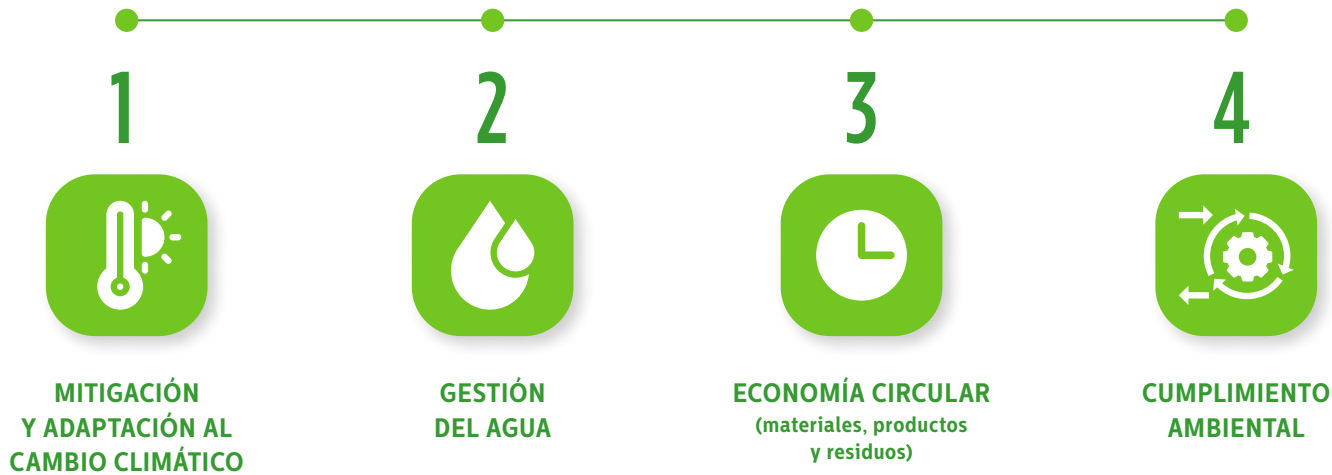 1
MITIGACIÓN
Y ADAPTACIÓN AL
CAMBIO CLIMÁTICO
2
GESTIÓN
DEL AGUA
3
ECONOMÍA CIRCULAR
(materiales, productos
y residuos)
4
CUMPLIMIENTO
AMBIENTAL